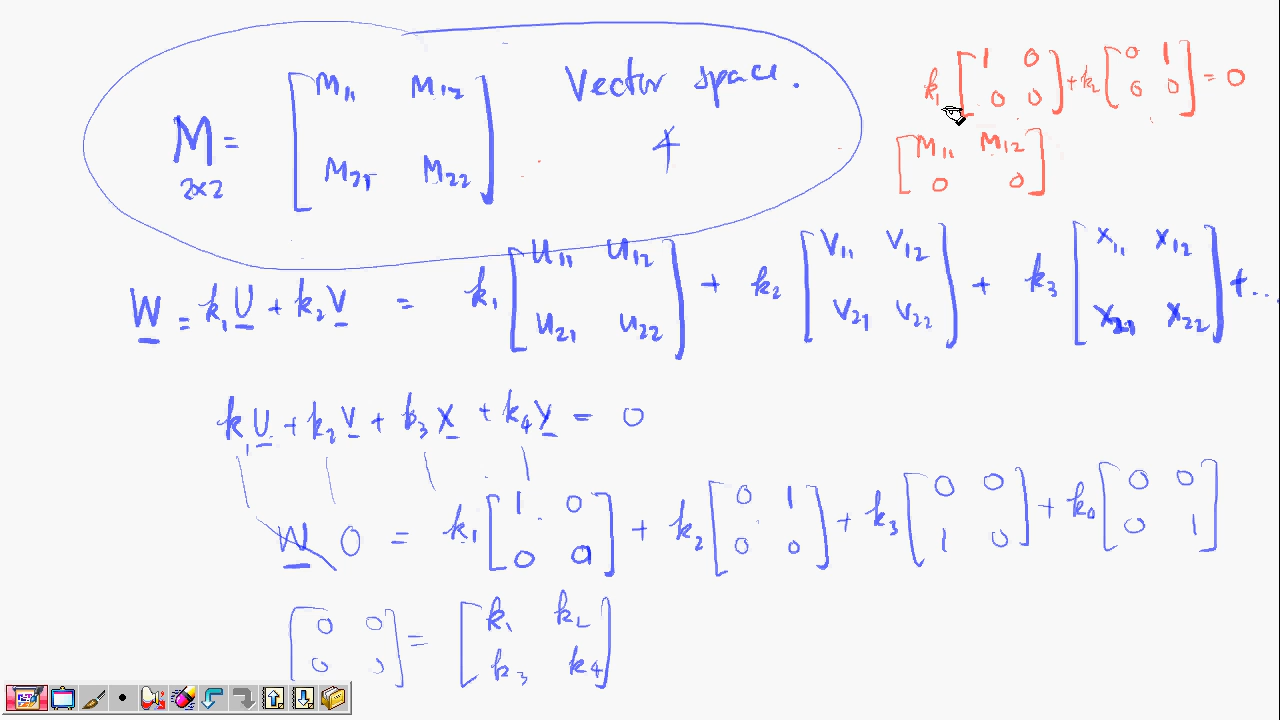 M₂ₓ₂ = [M₁₁ M₁₂
M₂₁ M₂₂] Vector space.
4
k₁ [1 0
0 0] + k₂ [0 1
0 0] = 0
[M₁₁ M₁₂
0 0]
W = k₁U + k₂V = k₁ [U₁₁ U₁₂
U₂₁ U₂₂] + k₂ [V₁₁ V₁₂
V₂₁ V₂₂] + k₃ [X₁₁ X₁₂
X₂₁ X₂₂] + ...
k₁U + k₂V + k₃X + k₄Y = 0
W 0 = k₁ [1 0
0 0] + k₂ [0 1
0 0] + k₃ [0 0
1 0] + k₄ [0 0
0 1]
[0 0
0 0] = [k₁ k₂
k₃ k₄]